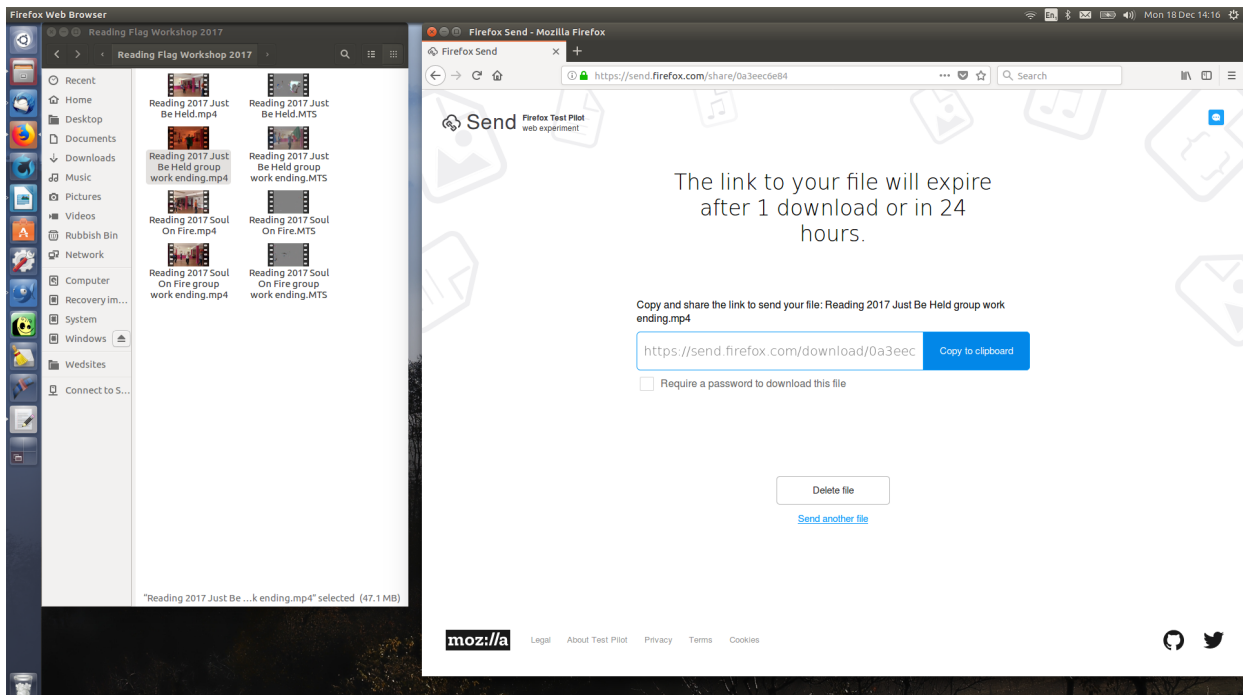 Firefox Web Browser
En
Mon 18 Dec 14:16
Reading Flag Workshop 2017
Reading Flag Workshop 2017
Recent
Home
Desktop
Documents
Downloads
Music
Pictures
Videos
Rubbish Bin
Network
Computer
Recovery im...
System
Windows
Wedsites
Connect to S...
Reading 2017 Just
Be Held.mp4
Reading 2017 Just
Be Held.MTS
Reading 2017 Just
Be Held group
work ending.mp4
Reading 2017 Just
Be Held group
work ending.MTS
Reading 2017 Soul
On Fire.mp4
Reading 2017 Soul
On Fire.MTS
Reading 2017 Soul
On Fire group
work ending.mp4
Reading 2017 Soul
On Fire group
work ending.MTS
"Reading 2017 Just Be ...k ending.mp4" selected (47.1 MB)
Firefox Send - Mozilla Firefox
Firefox Send
https://send.firefox.com/share/0a3eec6e84
Search
Send
Firefox Test Pilot
web experiment
The link to your file will expire
after 1 download or in 24
hours.
Copy and share the link to send your file: Reading 2017 Just Be Held group work
ending.mp4
https://send.firefox.com/download/0a3eec
Copy to clipboard
Require a password to download this file
Delete file
Send another file
moz://a
Legal
About Test Pilot
Privacy
Terms
Cookies